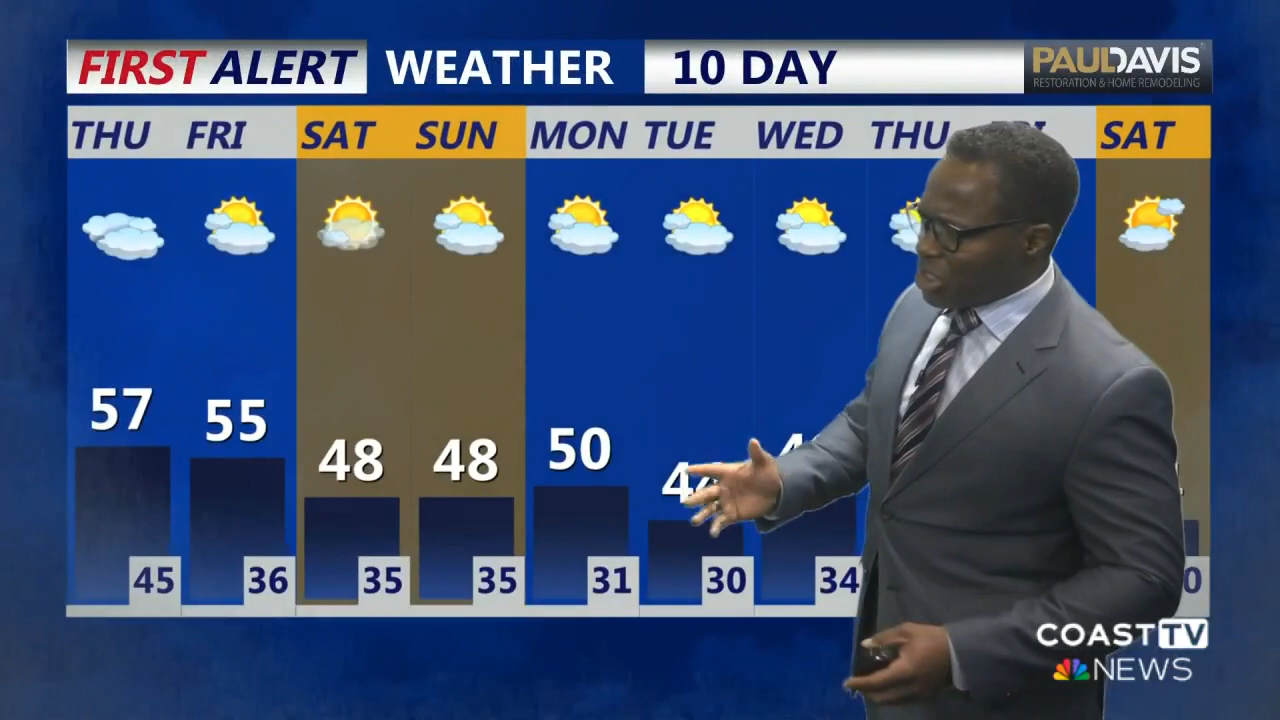 FIRST ALERT WEATHER 10 DAY PAUL DAVIS
RESTORATION & HOME REMODELING
THU FRI SAT SUN MON TUE WED THU SAT
57 55 48 48 50
45 36 35 35 31 30 34
COAST TV
NEWS